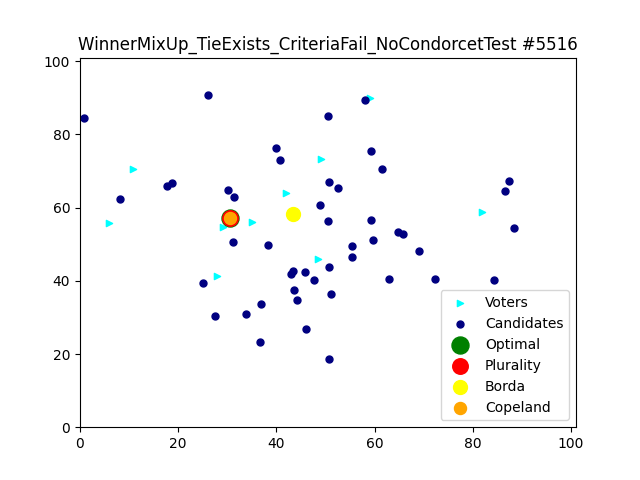 WinnerMixUp_TieExists_CriteriaFail_NoCondorcetTest #5516
100
80
60
40
20
0
0 20 40 60 80 100
Voters
Candidates
Optimal
Plurality
Borda
Copeland